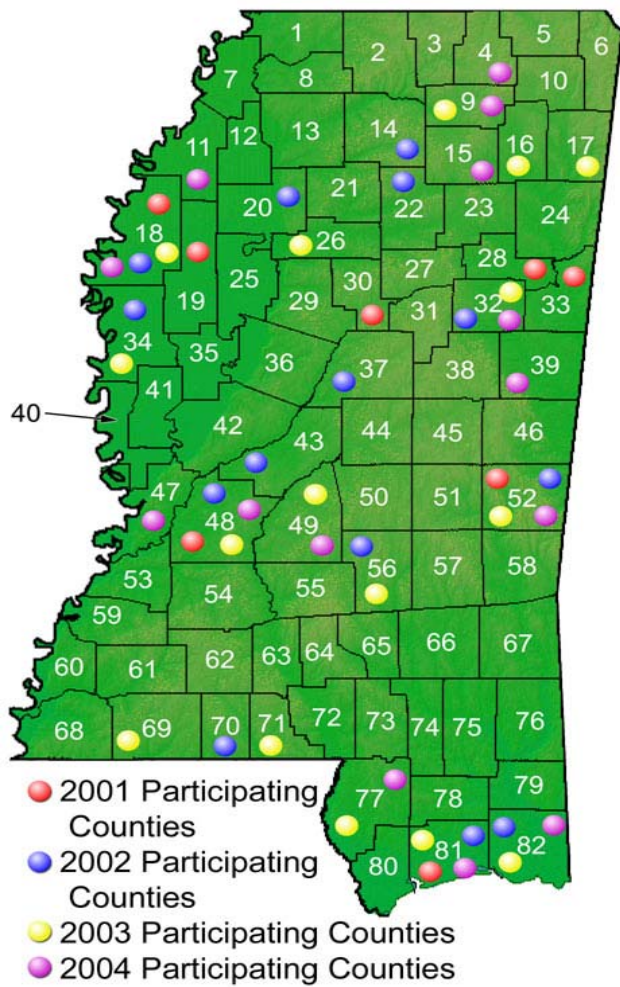 1 2 3 4 5 6
7 8 9 10
11 12 13 14 15 16 17
18 19 20 21 22 23 24
25 26 27 28
29 30 31 32 33
34 35 36 37 38 39
40 41 42 43 44 45 46
47 48 49 50 51 52
53 54 55 56 57 58
59 60 61 62 63 64 65 66 67
68 69 70 71 72 73 74 75 76
77 78 79
80 81 82
2001 Participating
Counties
2002 Participating
Counties
2003 Participating Counties
2004 Participating Counties